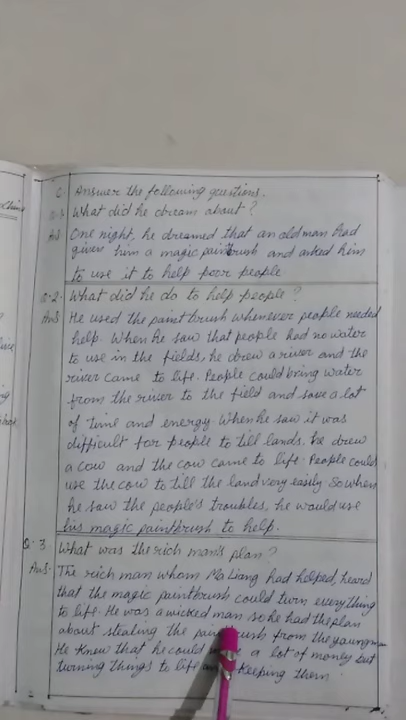 C. Answer the following questions.
Q.1 What did he dream about?
Ans One night, he dreamed that an old man had
given him a magic paintbrush and asked him
to use it to help poor people
Q.2. What did he do to help people?
Ans He used the paintbrush whenever people needed
help. When he saw that people had no water
to use in the fields, he drew a river and the
river came to life. People could bring water
from the river to the field and save a lot
of time and energy. When he saw it was
difficult for people to till lands, he drew
a cow and the cow came to life. People could
use the cow to till the land very easily. So when
he saw the people's troubles, he would use
his magic paintbrush to help.
Q.3. What was the rich man's plan?
Ans. The rich man whom Ma Liang had helped, heard
that the magic paintbrush could turn everything
to life. He was a wicked man so he had the plan
about stealing the from the
He knew that he could a lot of money but
turning things to life keeping them.